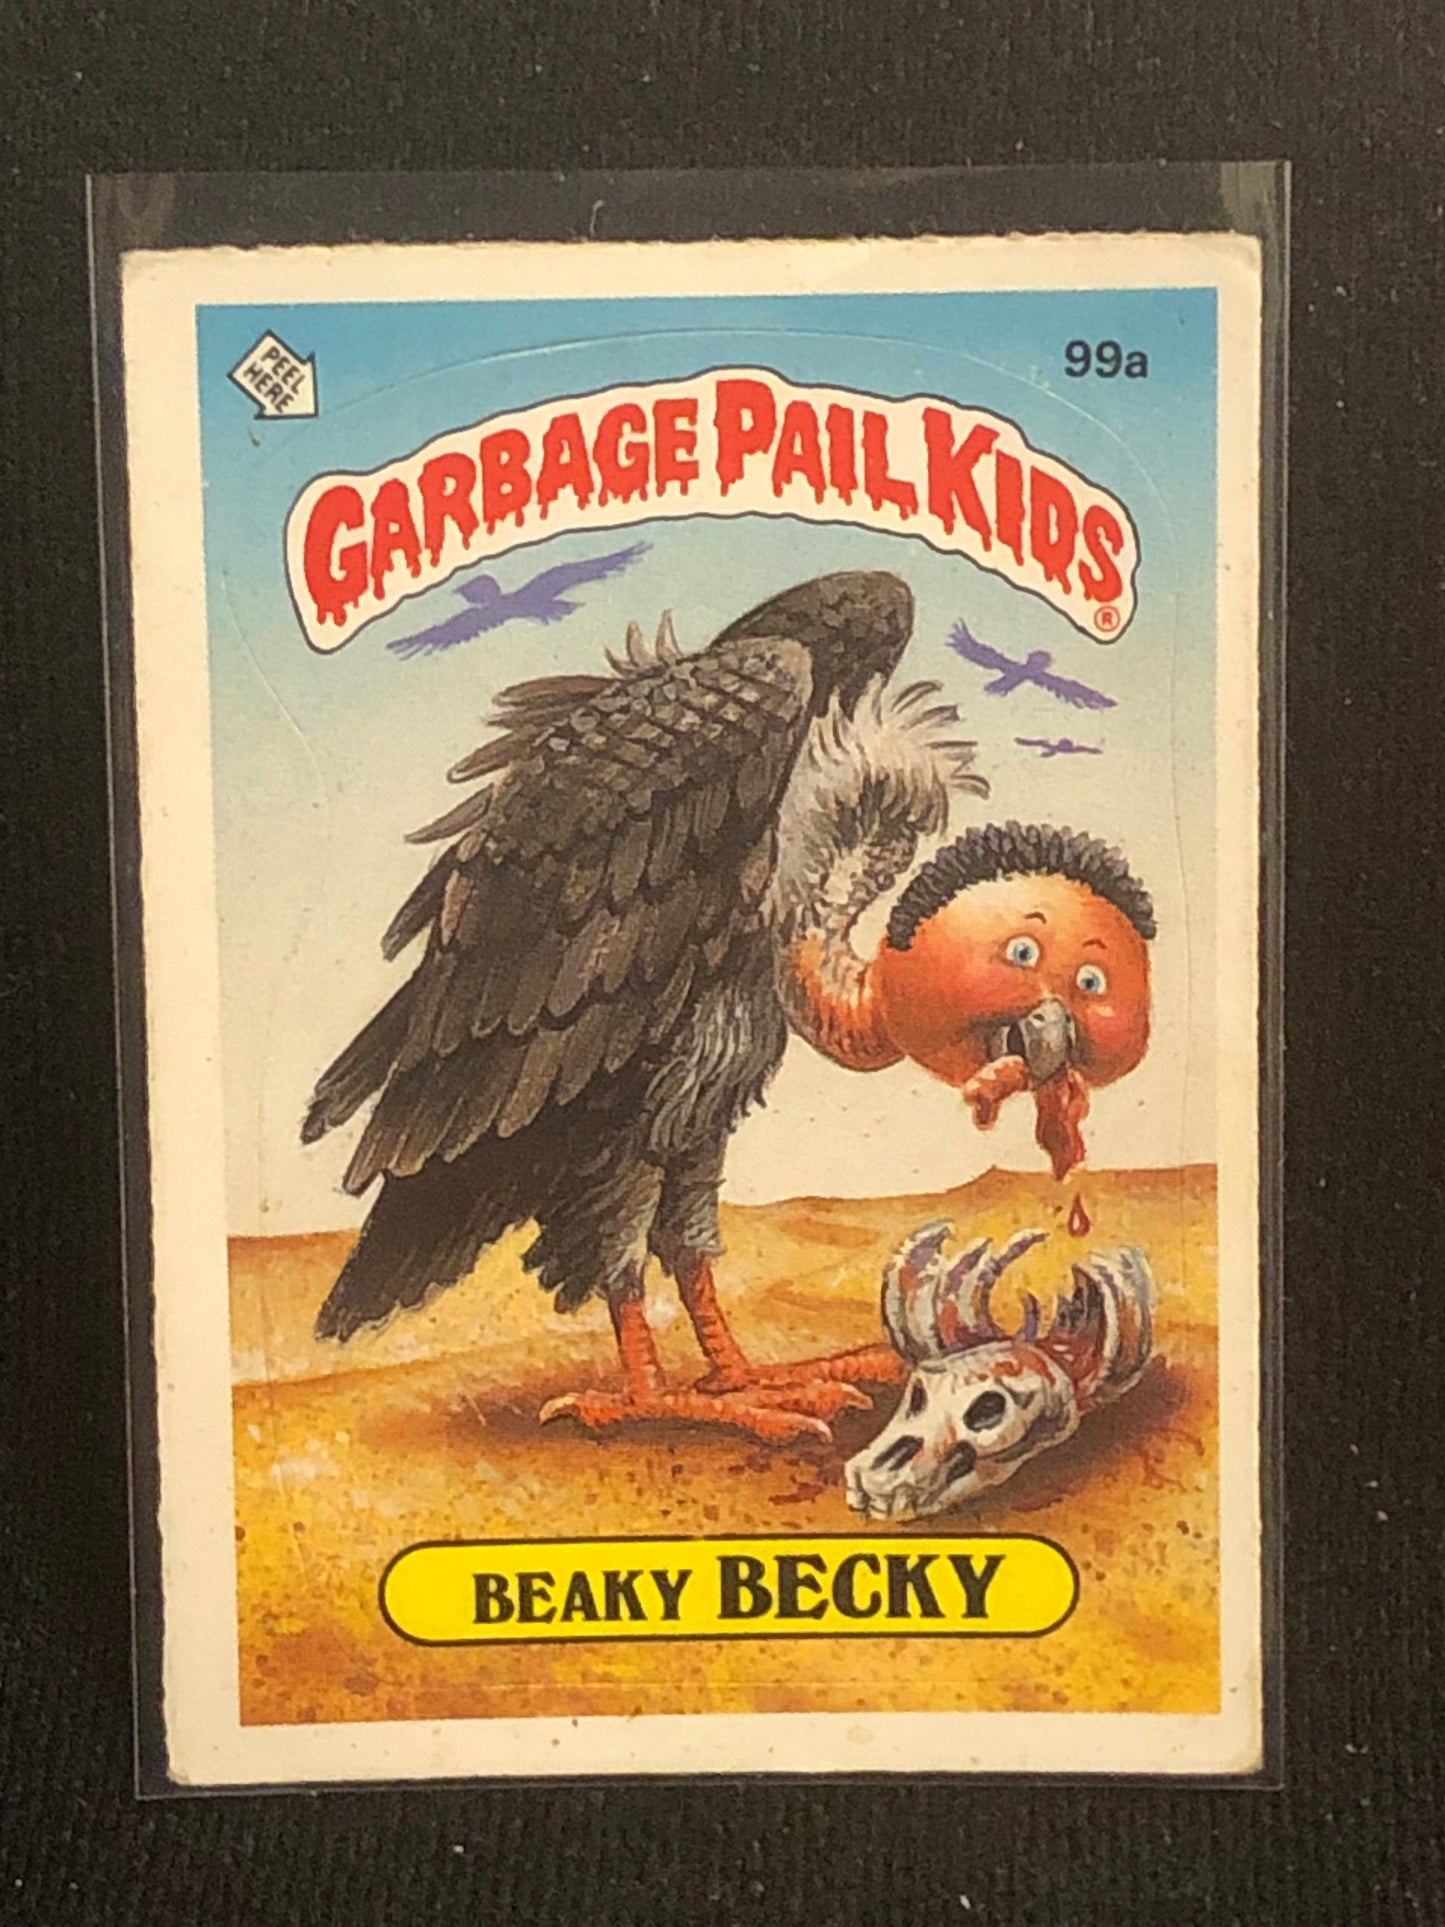 PEEL
HERE
99a
GARBAGE PAIL KIDS
®
BEAKY BECKY